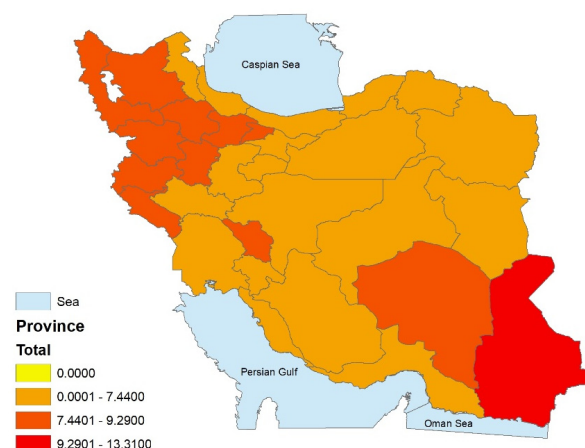 Caspian Sea
Sea
Province
Total
0.0000
0.0001 - 7.4400
7.4401 - 9.2900
9.2901 - 13.3100
Persian Gulf
Oman Sea